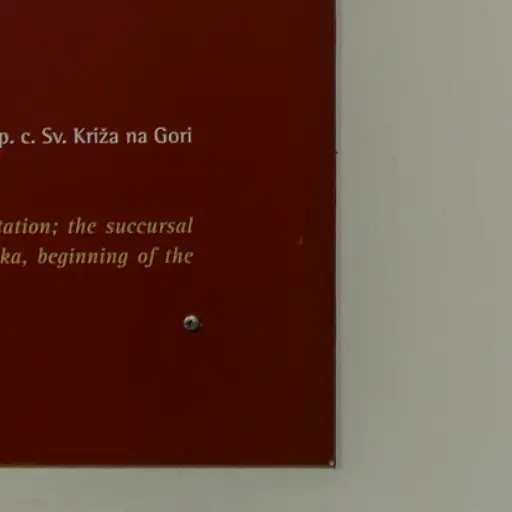 p. c. Sv. Križa na Gori
tation; the succursal
ka, beginning of the